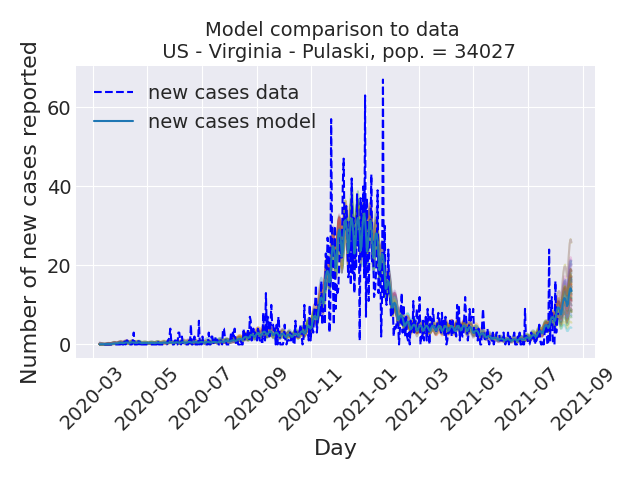 Model comparison to data
US - Virginia - Pulaski, pop. = 34027
new cases data
new cases model
Number of new cases reported
60
40
20
0
2020-03
2020-05
2020-07
2020-09
2020-11
2021-01
2021-03
2021-05
2021-07
2021-09
Day